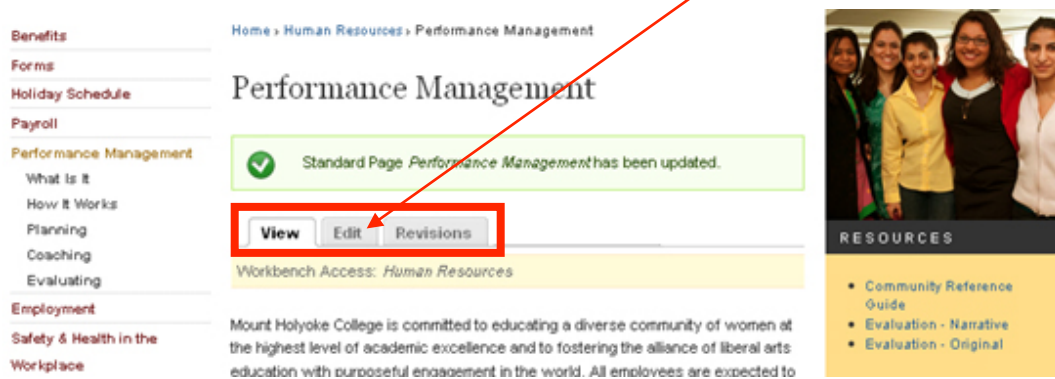 Benefits
Forms
Holiday Schedule
Payroll
Performance Management
What Is It
How It Works
Planning
Coaching
Evaluating
Employment
Safety & Health in the
Workplace
Home › Human Resources › Performance Management
Performance Management
Standard Page Performance Management has been updated.
View Edit Revisions
Workbench Access: Human Resources
Mount Holyoke College is committed to educating a diverse community of women at
the highest level of academic excellence and to fostering the alliance of liberal arts
education with purposeful engagement in the world. All employees are expected to
RESOURCES
• Community Reference
Guide
• Evaluation - Narrative
• Evaluation - Original